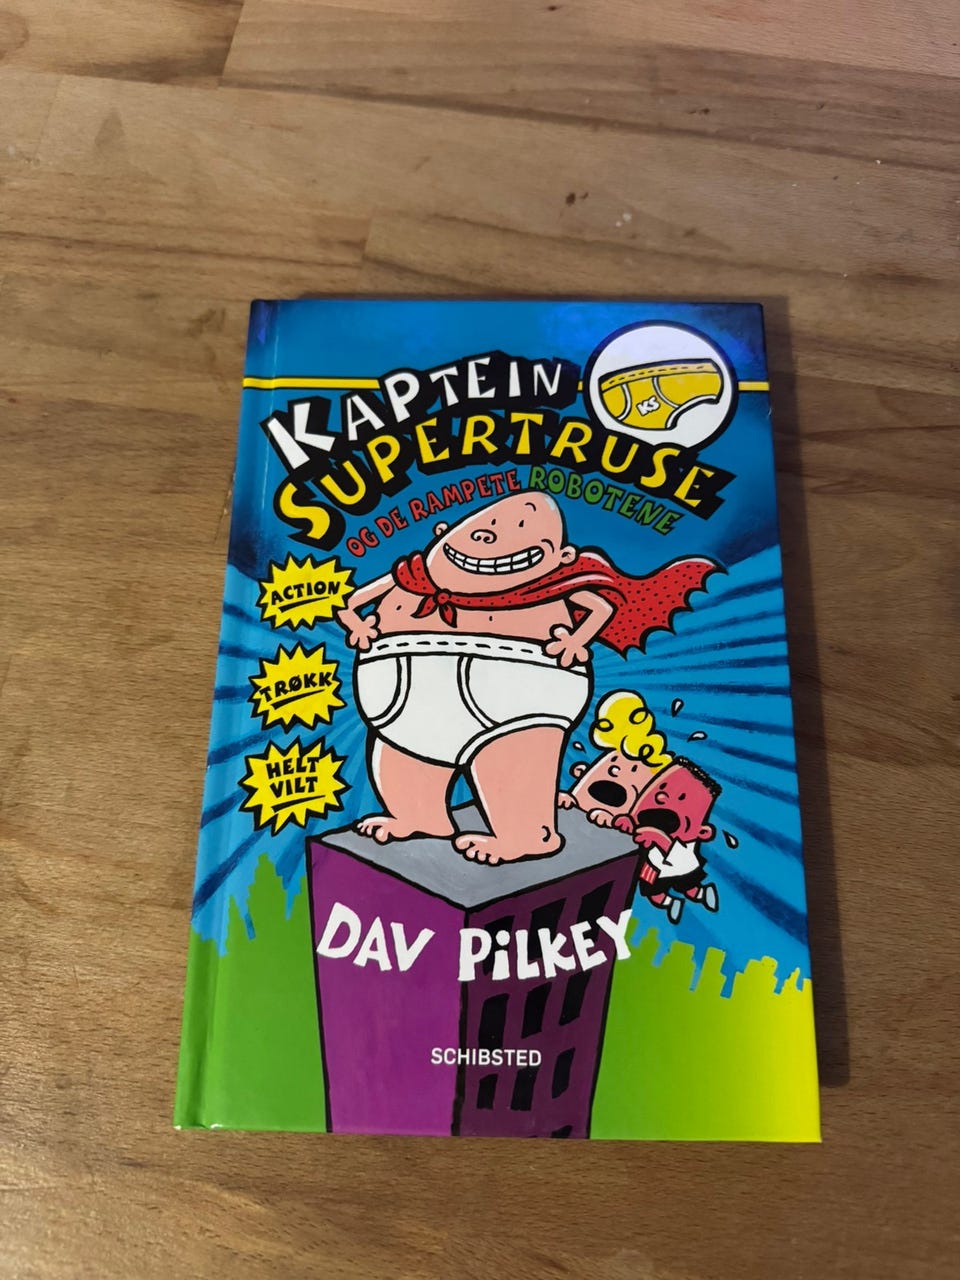 KAPTEIN
SUPERTRUSE
OG DE RAMPETE ROBOTENE
KS
ACTION
TRØKK
HELT
VILT
DAV PiLKEY
SCHIBSTED